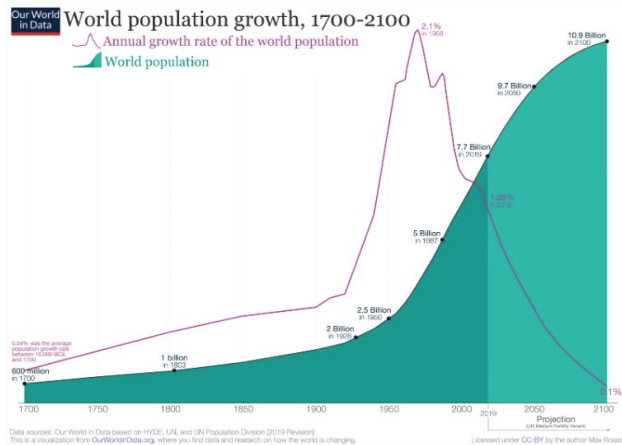 Our World
in Data
World population growth, 1700-2100
Annual growth rate of the world population
World population
2.1%
in 1968
10.9 Billion
in 2100
9.7 Billion
in 2050
7.7 Billion
in 2019
1.08%
in 2019
5 Billion
in 1987
2.5 Billion
in 1950
2 Billion
in 1928
1 billion
in 1803
0.04% was the average
population growth rate
between 10,000 BCE
and 1700
600 million
in 1700
0.1%
1700
1750
1800
1850
1900
1950
2000
2019
2050
2100
Projection
(UN Medium Fertility Variant)
Data sources: Our World in Data based on HYDE, UN, and UN Population Division [2019 Revision]
This is a visualization from OurWorldinData.org, where you find data and research on how the world is changing.
Licensed under CC-BY by the author Max Roser